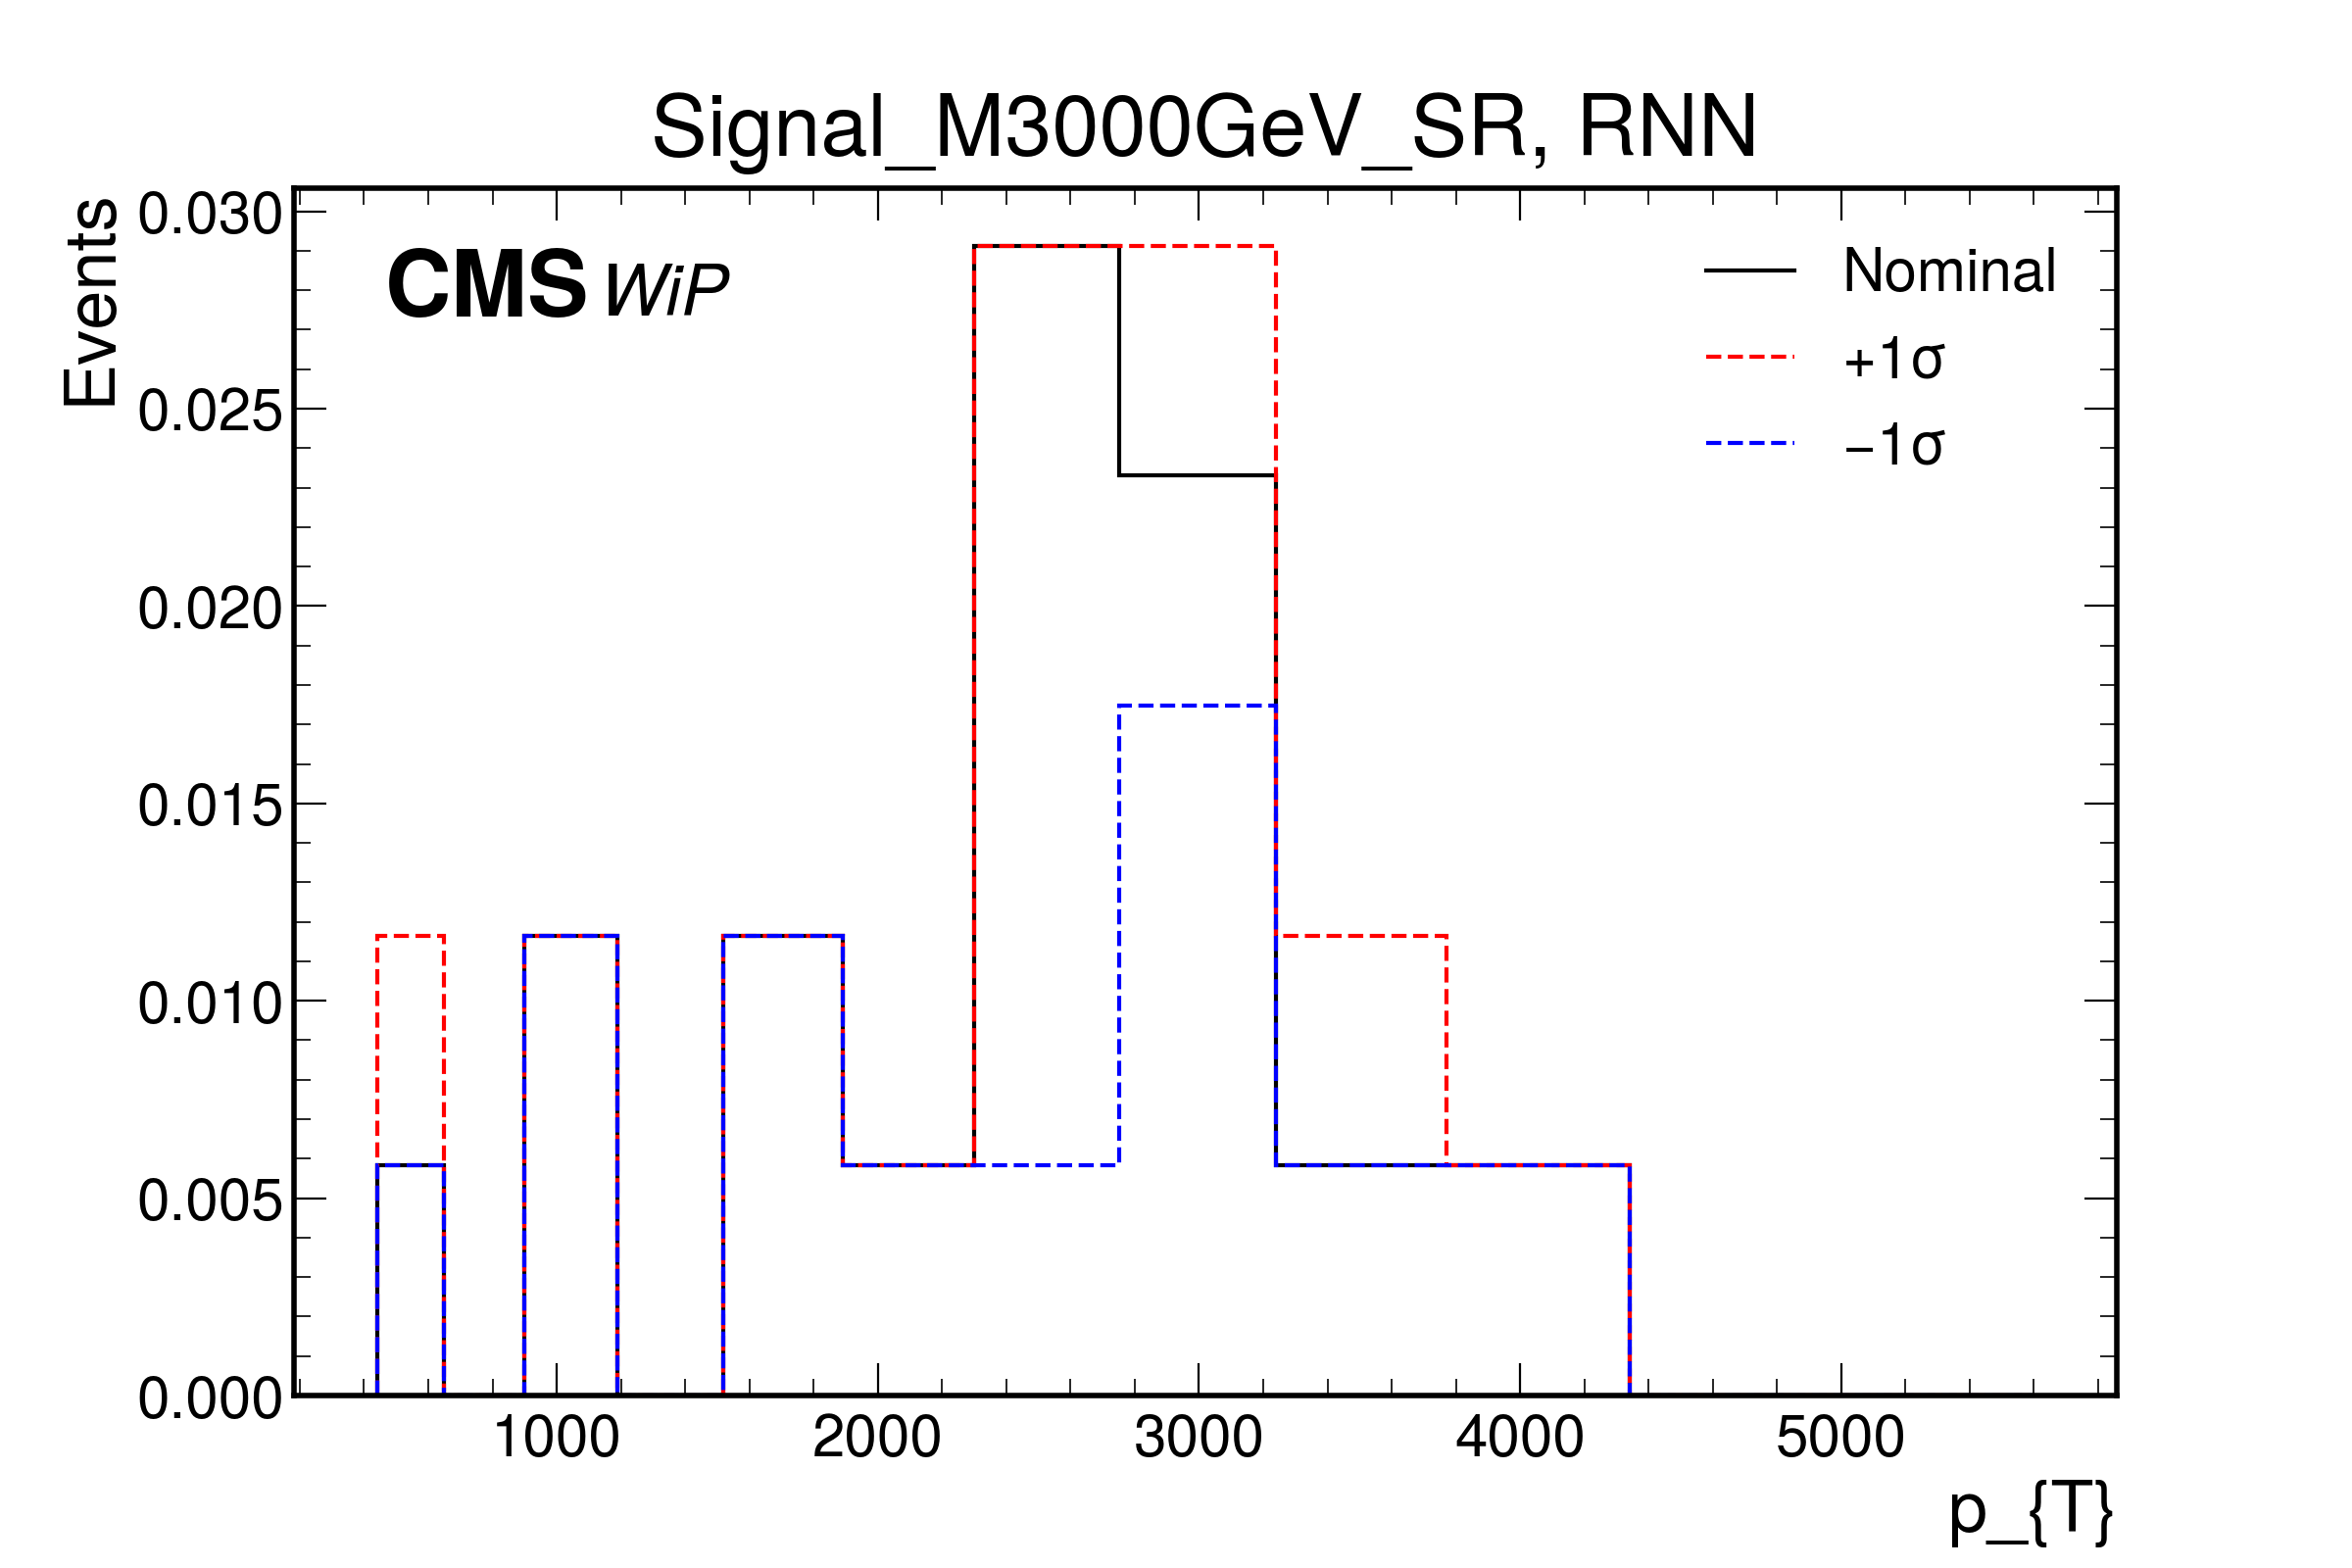 Signal_M3000GeV_SR, RNN
Events
CMS WiP
Nominal
+1σ
−1σ
0.030
0.025
0.020
0.015
0.010
0.005
0.000
1000 2000 3000 4000 5000
p_{T}